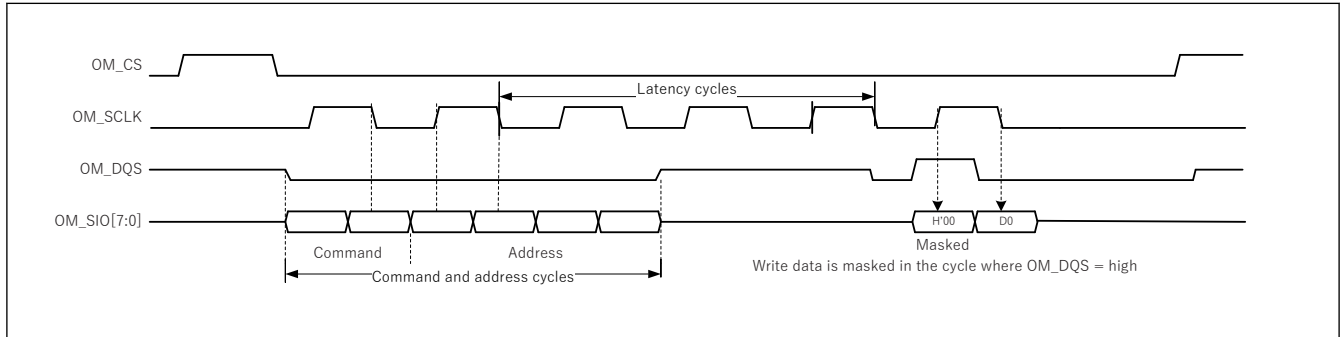 OM_CS
Latency cycles
OM_SCLK
OM_DQS
OM_SIO[7:0]
H'00
D0
Command
Address
Masked
Command and address cycles
Write data is masked in the cycle where OM_DQS = high